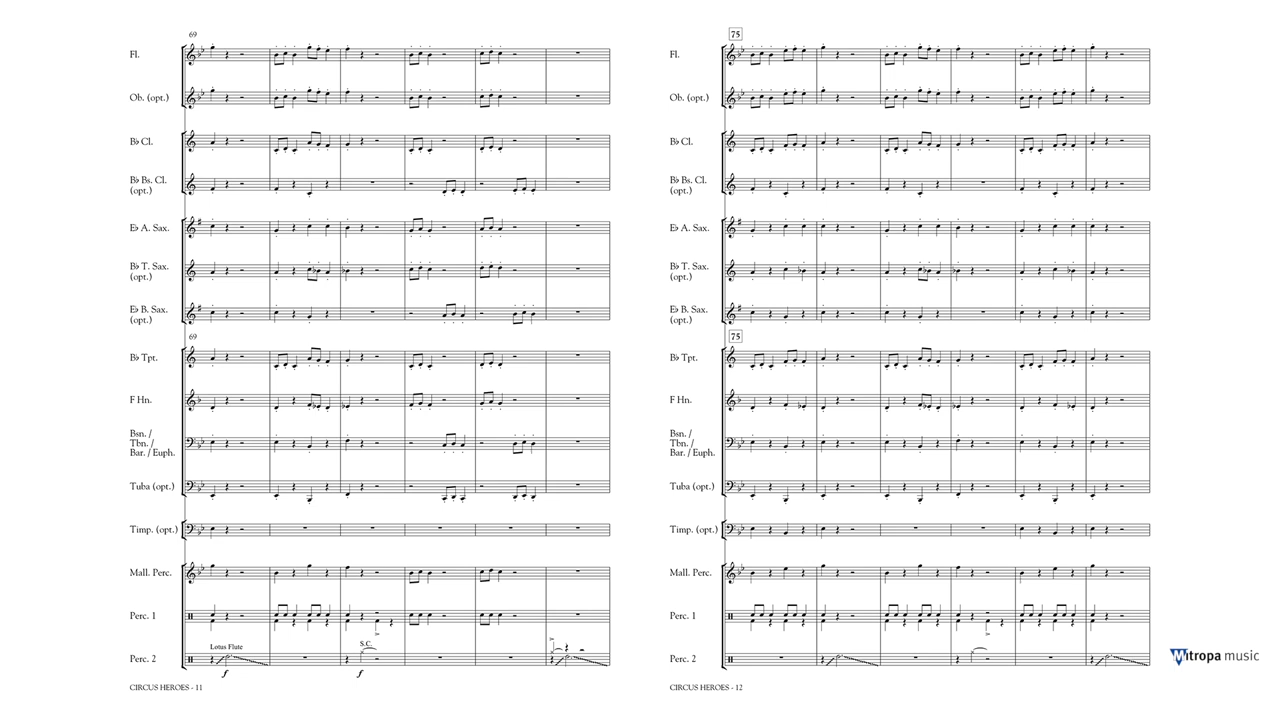 69
Fl.
Ob. (opt.)
B♭ Cl.
B♭ Bs. Cl.
(opt.)
E♭ A. Sax.
B♭ T. Sax.
(opt.)
E♭ B. Sax.
(opt.)
69
B♭ Tpt.
F Hn.
Bsn. /
Tbn. /
Bar. / Euph.
Tuba (opt.)
Timp. (opt.)
Mall. Perc.
Perc. 1
Lotus Flute
S.C.
Perc. 2
f
f
CIRCUS HEROES - 11
75
Fl.
Ob. (opt.)
B♭ Cl.
B♭ Bs. Cl.
(opt.)
E♭ A. Sax.
B♭ T. Sax.
(opt.)
E♭ B. Sax.
(opt.)
75
B♭ Tpt.
F Hn.
Bsn. /
Tbn. /
Bar. / Euph.
Tuba (opt.)
Timp. (opt.)
Mall. Perc.
Perc. 1
Perc. 2
CIRCUS HEROES - 12
Mitropa music